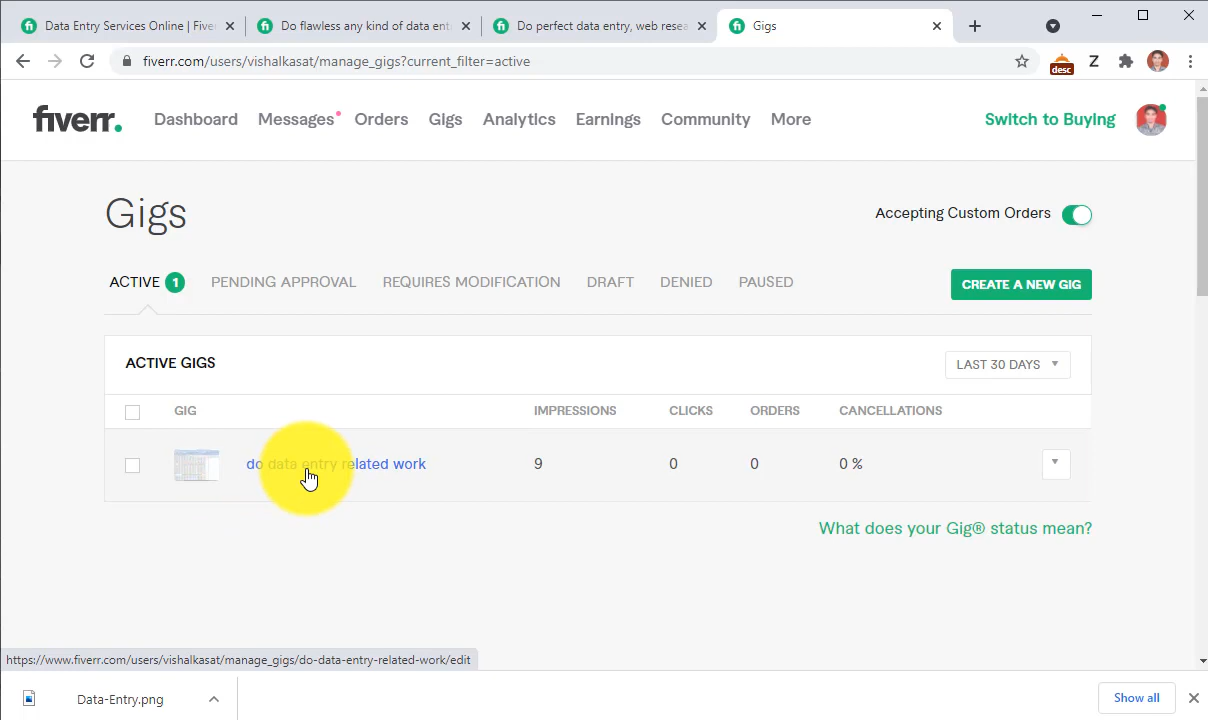 Data Entry Services Online | Fiver
Do flawless any kind of data ent
Do perfect data entry, web resea
Gigs
fiverr.com/users/vishalkasat/manage_gigs?current_filter=active
desc
Z
fiverr.
Dashboard
Messages
Orders
Gigs
Analytics
Earnings
Community
More
Switch to Buying
Gigs
Accepting Custom Orders
ACTIVE 1
PENDING APPROVAL
REQUIRES MODIFICATION
DRAFT
DENIED
PAUSED
CREATE A NEW GIG
ACTIVE GIGS
LAST 30 DAYS
GIG
IMPRESSIONS
CLICKS
ORDERS
CANCELLATIONS
do data entry related work
9
0
0
0 %
What does your Gig® status mean?
https://www.fiverr.com/users/vishalkasat/manage_gigs/do-data-entry-related-work/edit
Data-Entry.png
Show all